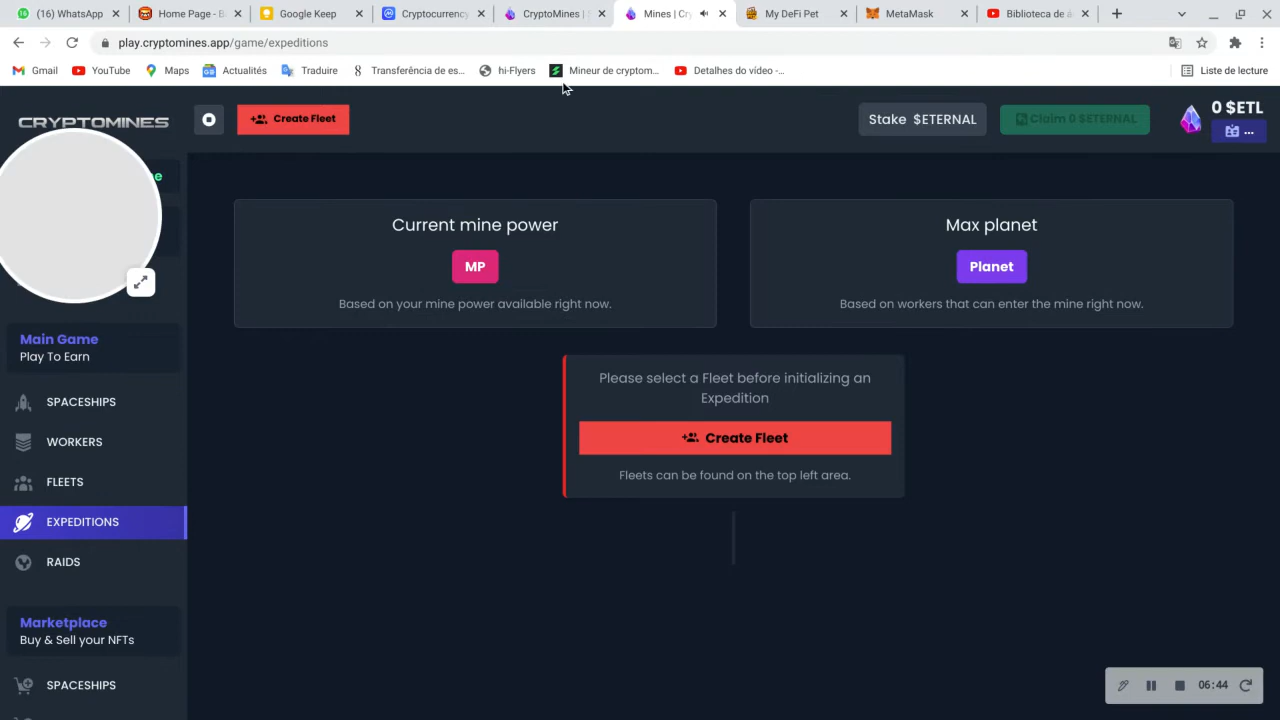 (16) WhatsApp
Home Page - B
Google Keep
Cryptocurrency
CryptoMines |
Mines | Cry
My DeFi Pet
MetaMask
Biblioteca de á
play.cryptomines.app/game/expeditions
Gmail
YouTube
Maps
Actualités
Traduire
Transferência de es...
hi-Flyers
Mineur de cryptom...
Detalhes do vídeo -...
Liste de lecture
CRYPTOMINES
Create Fleet
Stake $ETERNAL
Claim 0 $ETERNAL
0 $ETL
...
e
Current mine power
MP
Based on your mine power available right now.
Max planet
Planet
Based on workers that can enter the mine right now.
Please select a Fleet before initializing an
Expedition
Create Fleet
Fleets can be found on the top left area.
Main Game
Play To Earn
SPACESHIPS
WORKERS
FLEETS
EXPEDITIONS
RAIDS
Marketplace
Buy & Sell your NFTs
SPACESHIPS
06:44